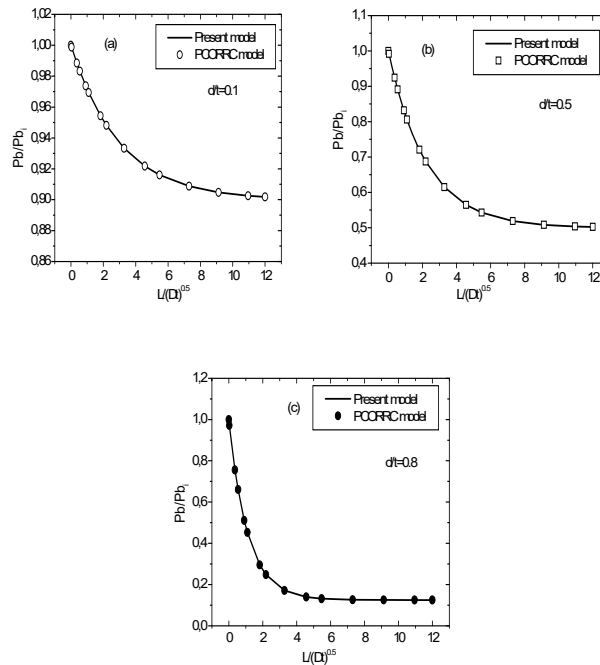 1,02
1,00
0,98
0,96
0,94
0,92
0,90
0,88
0,86
Pb/Pbi
(a)
Present model
PCORRC model
d/t=0.1
0 2 4 6 8 10 12
L/(Dt)^0.5
1,1
1,0
0,9
0,8
0,7
0,6
0,5
0,4
Pb/Pbi
(b)
Present model
PCORRC model
d/t=0.5
0 2 4 6 8 10 12
L/(Dt)^0.5
1,2
1,0
0,8
0,6
0,4
0,2
0,0
Pb/Pbi
(c)
Present model
PCORRC model
d/t=0.8
0 2 4 6 8 10 12
L/(Dt)^0.5